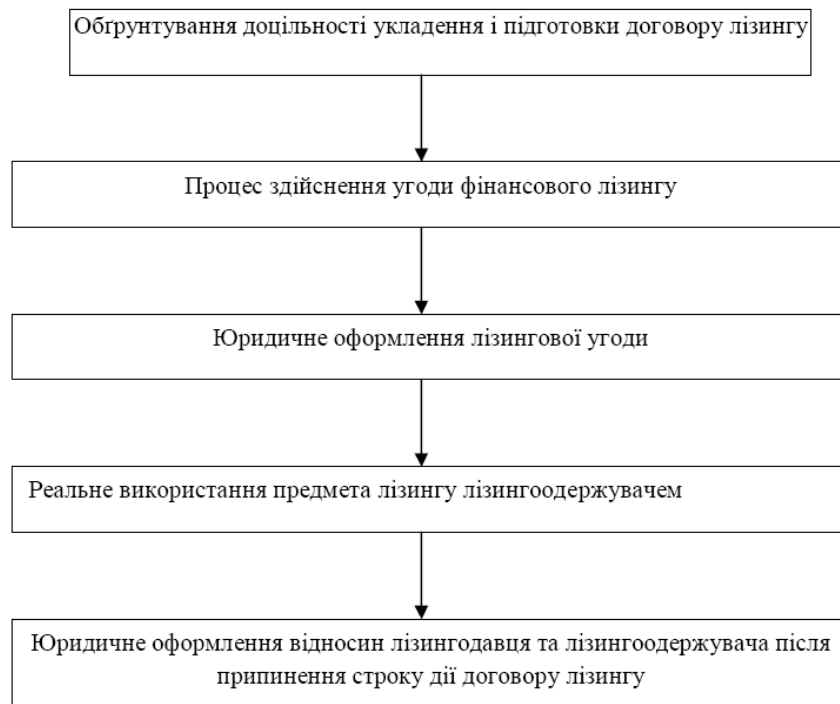 Обґрунтування доцільності укладення і підготовки договору лізингу
Процес здійснення угоди фінансового лізингу
Юридичне оформлення лізингової угоди
Реальне використання предмета лізингу лізингоодержувачем
Юридичне оформлення відносин лізингодавця та лізингоодержувача після
припинення строку дії договору лізингу